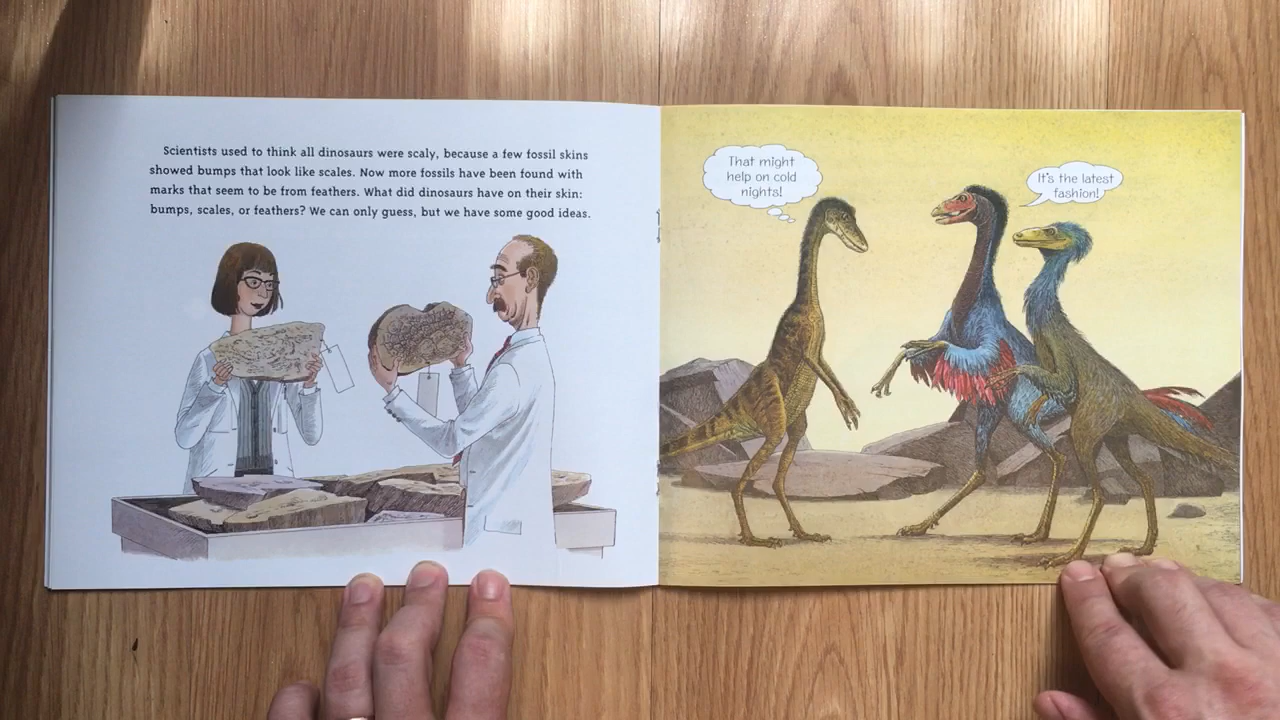 Scientists used to think all dinosaurs were scaly, because a few fossil skins
showed bumps that look like scales. Now more fossils have been found with
marks that seem to be from feathers. What did dinosaurs have on their skin:
bumps, scales, or feathers? We can only guess, but we have some good ideas.
That might
help on cold
nights!
It's the latest
fashion!